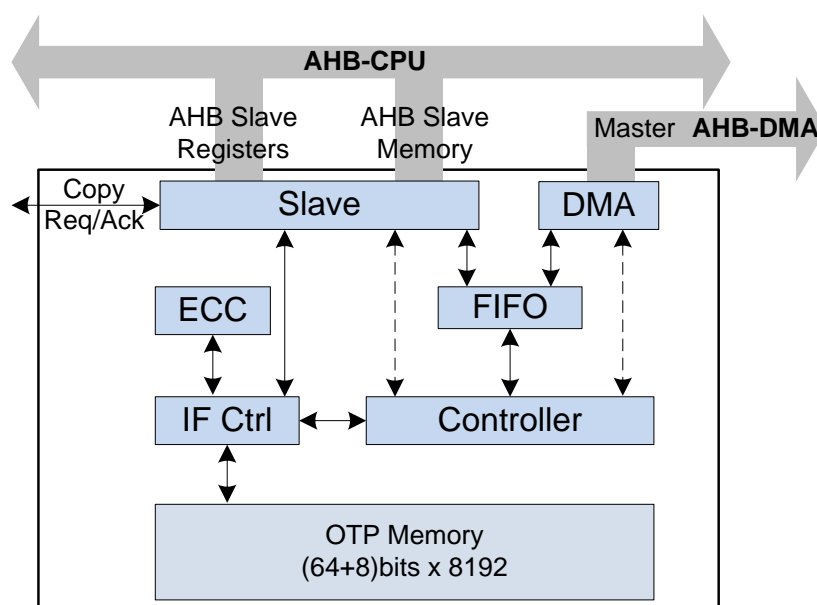 AHB-CPU
AHB Slave
Registers
AHB Slave
Memory
Master AHB-DMA
Copy
Req/Ack
Slave
DMA
ECC
FIFO
IF Ctrl
Controller
OTP Memory
(64+8)bits x 8192